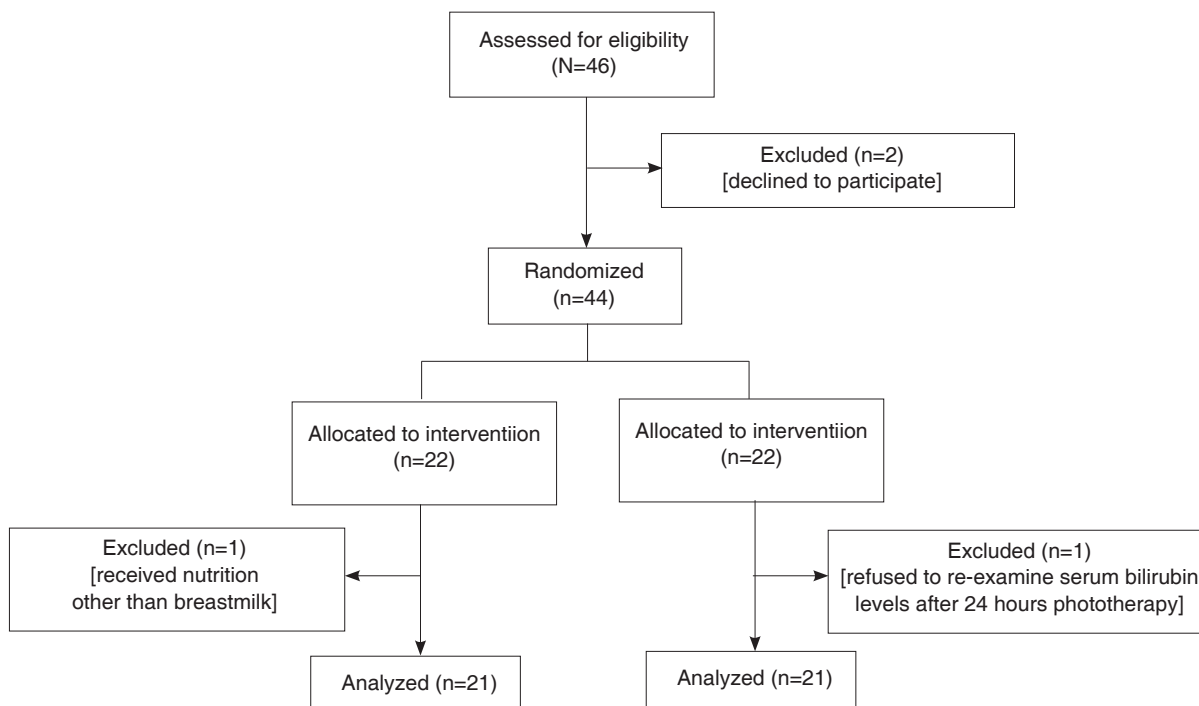 Assessed for eligibility
(N=46)
Excluded (n=2)
[declined to participate]
Randomized
(n=44)
Allocated to interventiion
(n=22)
Allocated to interventiion
(n=22)
Excluded (n=1)
[received nutrition
other than breastmilk]
Excluded (n=1)
[refused to re-examine serum bilirubin
levels after 24 hours phototherapy]
Analyzed (n=21)
Analyzed (n=21)